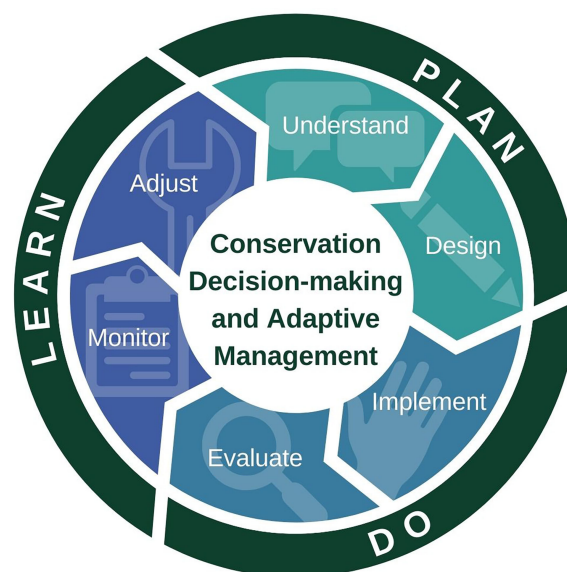 PLAN
Understand
Design
Implement
DO
Evaluate
Monitor
LEARN
Adjust
Conservation
Decision-making
and Adaptive
Management